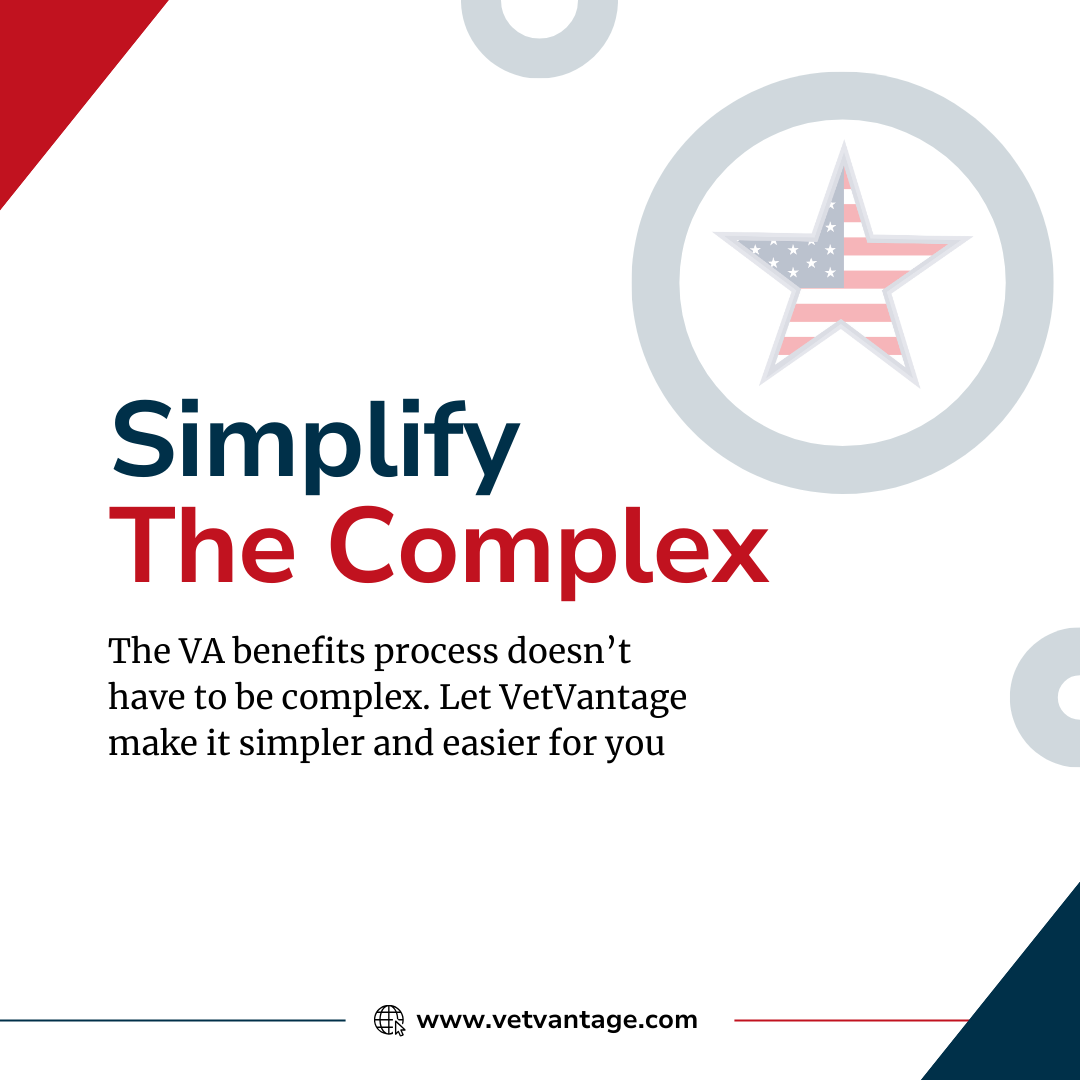 Simplify
The Complex
The VA benefits process doesn’t
have to be complex. Let VetVantage
make it simpler and easier for you
www.vetvantage.com